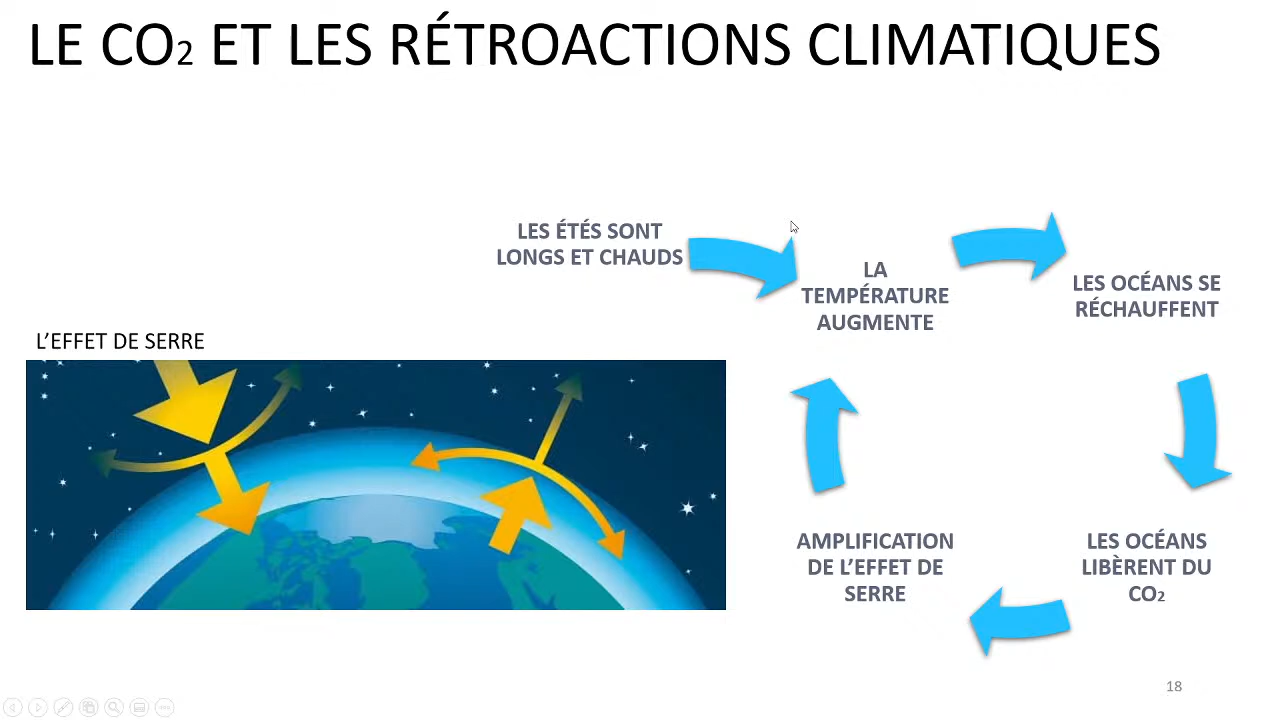 LE CO₂ ET LES RÉTROACTIONS CLIMATIQUES
LES ÉTÉS SONT
LONGS ET CHAUDS
LA
TEMPÉRATURE
AUGMENTE
LES OCÉANS SE
RÉCHAUFFENT
LES OCÉANS
LIBÈRENT DU
CO₂
AMPLIFICATION
DE L’EFFET DE
SERRE
L’EFFET DE SERRE
18